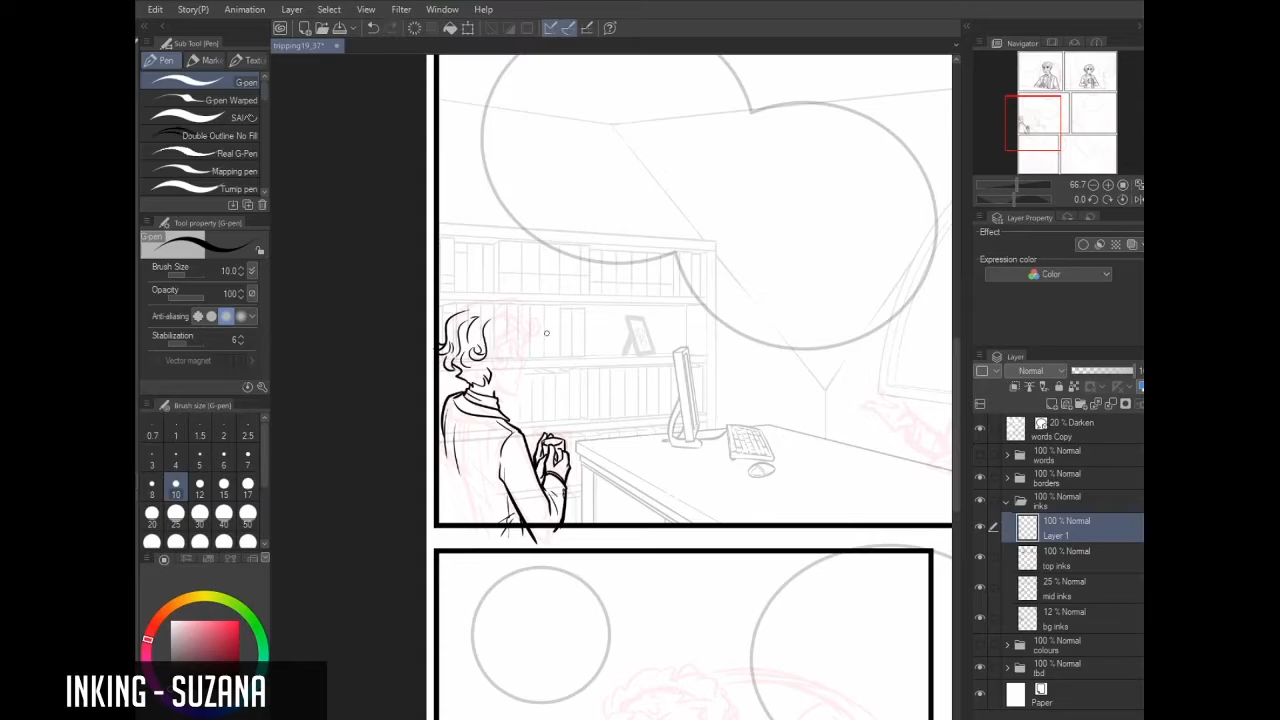 Edit Story(P) Animation Layer Select View Filter Window Help
Sub Tool [Pen]
Navigator
tripping19_37*
Pen Marke Textu
G-pen
G-pen Warped
SAI
Double Outline No Fill
Real G-Pen
Mapping pen
Turnip pen
66.7
0.0
Layer Property
Tool property [G-pen]
Effect
G-pen
Expression color
Brush Size 10.0
Color
Opacity 100
Anti-aliasing
Stabilization 6
Vector magnet
Layer
Normal
Brush size [G-pen]
0.7 1 1.5 2 2.5
3 4 5 6 7
8 10 12 15 17
20 25 30 40 50
20 % Darken
words Copy
100 % Normal
words
100 % Normal
borders
100 % Normal
inks
100 % Normal
Layer 1
100 % Normal
top inks
25 % Normal
mid inks
12 % Normal
bg inks
100 % Normal
colours
100 % Normal
tbd
Paper
INKING - SUZANA